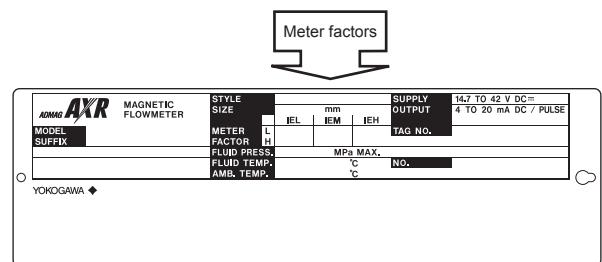 Meter factors
ADMAG AXR MAGNETIC FLOWMETER
STYLE
SIZE mm
IEL IEM IEH
METER FACTOR L H
FLUID PRESS. MPa MAX.
FLUID TEMP. °C
AMB. TEMP. °C
MODEL
SUFFIX
SUPPLY 14.7 TO 42 V DC⎓
OUTPUT 4 TO 20 mA DC / PULSE
TAG NO.
NO.
YOKOGAWA ◆